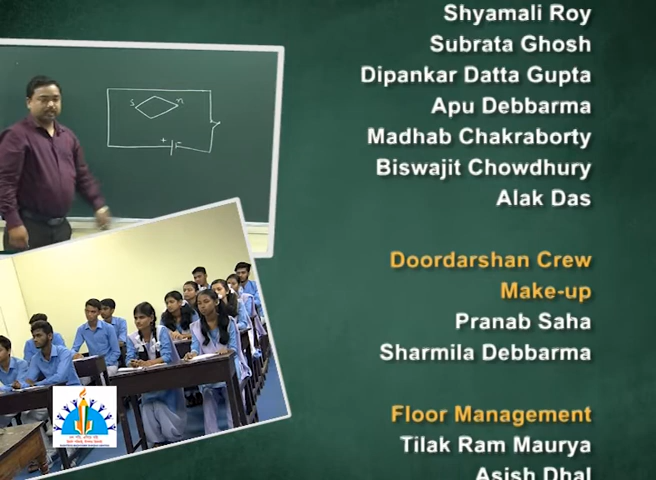 Shyamali Roy
Subrata Ghosh
Dipankar Datta Gupta
Apu Debbarma
Madhab Chakraborty
Biswajit Chowdhury
Alak Das
Doordarshan Crew
Make-up
Pranab Saha
Sharmila Debbarma
Floor Management
Tilak Ram Maurya
Asish Dhal
S
n
+